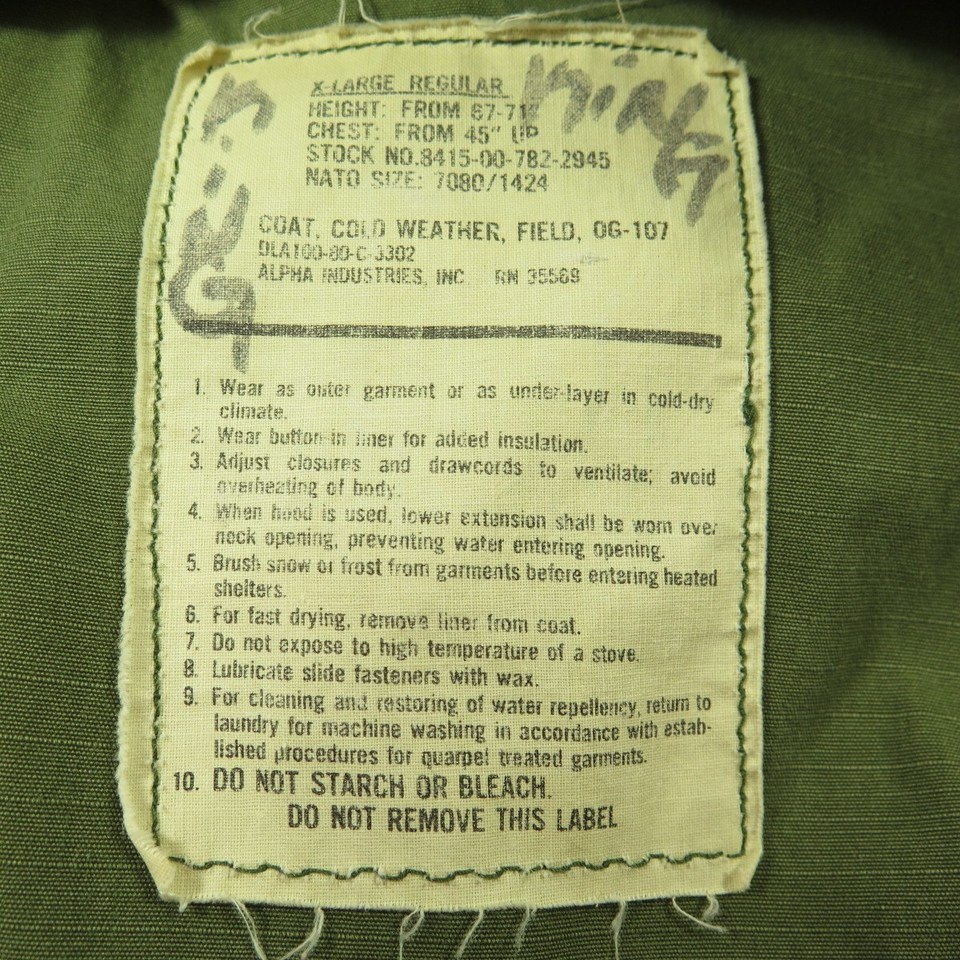 X-LARGE REGULAR
HEIGHT: FROM 67-71"
CHEST: FROM 45" UP
STOCK NO.8415-00-782-2945
NATO SIZE: 7080/1424
COAT, COLD WEATHER, FIELD, OG-107
DLA100-80-C-3302
ALPHA INDUSTRIES, INC RN 35589
1. Wear as outer garment or as under-layer in cold-dry
climate.
2. Wear button-in liner for added insulation.
3. Adjust closures and drawcords to ventilate; avoid
overheating of body.
4. When hood is used, lower extension shall be worn over
neck opening, preventing water entering opening.
5. Brush snow or frost from garments before entering heated
shelters.
6. For fast drying, remove liner from coat.
7. Do not expose to high temperature of a stove.
8. Lubricate slide fasteners with wax.
9. For cleaning and restoring of water repellency, return to
laundry for machine washing in accordance with estab-
lished procedures for quarpel treated garments.
10. DO NOT STARCH OR BLEACH.
DO NOT REMOVE THIS LABEL